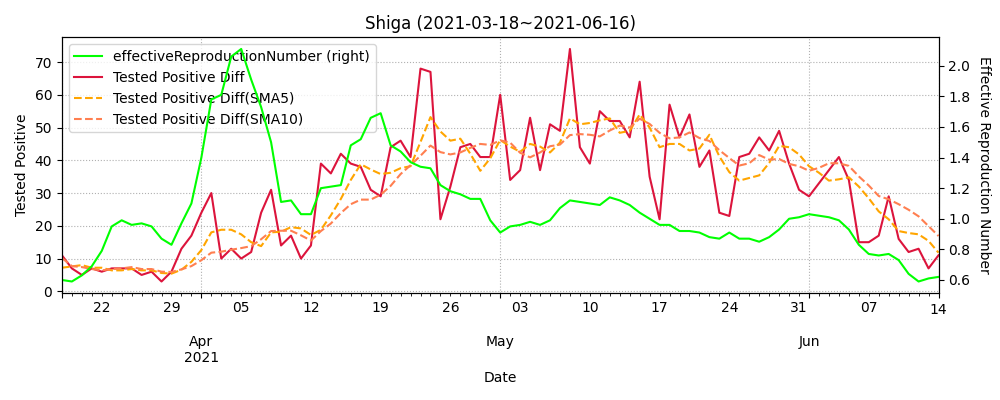 Shiga (2021-03-18~2021-06-16)
effectiveReproductionNumber (right)
Tested Positive Diff
Tested Positive Diff(SMA5)
Tested Positive Diff(SMA10)
Tested Positive
70
60
50
40
30
20
10
0
Effective Reproduction Number
2.0
1.8
1.6
1.4
1.2
1.0
0.8
0.6
22 29 05 12 19 26 03 10 17 24 31 07 14
Apr May Jun
2021
Date